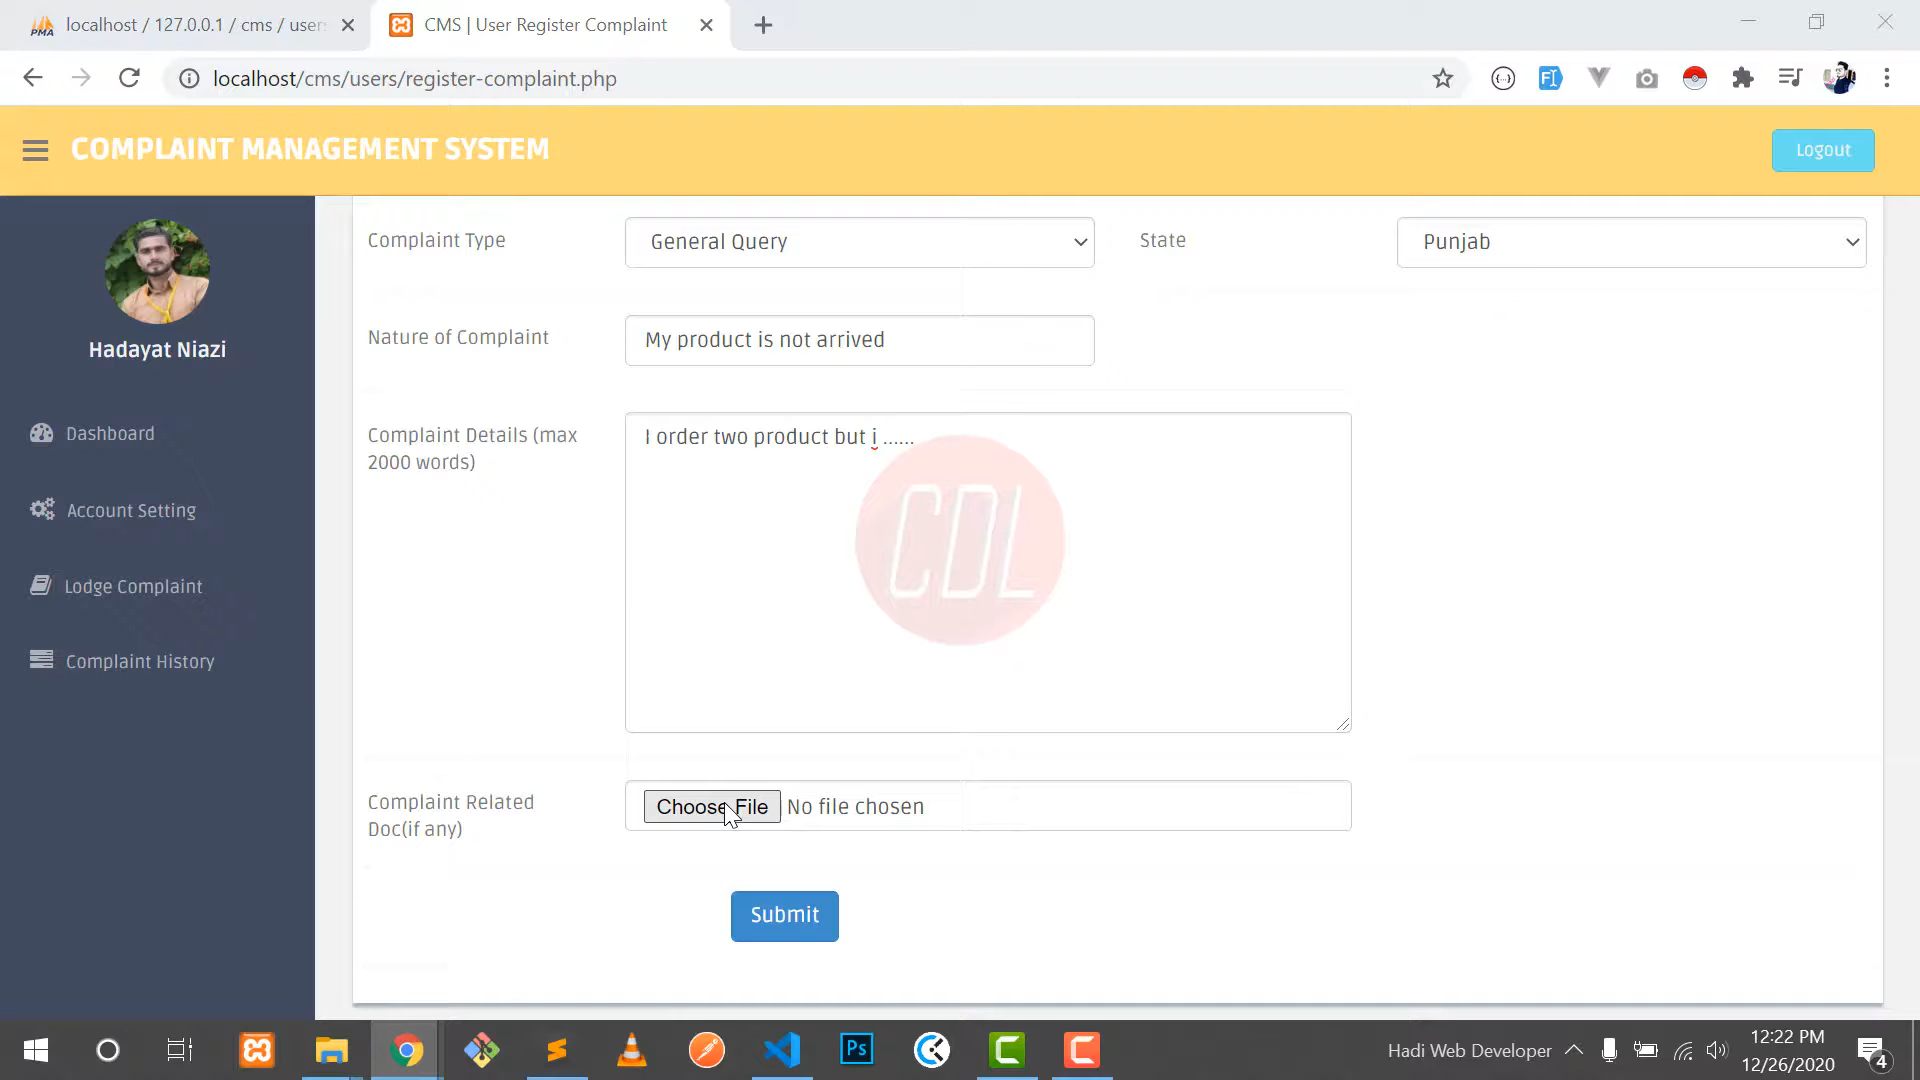 PMA localhost / 127.0.0.1 / cms / user
CMS | User Register Complaint
localhost/cms/users/register-complaint.php
COMPLAINT MANAGEMENT SYSTEM
Logout
Hadayat Niazi
Dashboard
Account Setting
Lodge Complaint
Complaint History
Complaint Type
General Query
State
Punjab
Nature of Complaint
My product is not arrived
Complaint Details (max
2000 words)
I order two product but i ......
CDL
Complaint Related
Doc(if any)
Choose File No file chosen
Submit
Ps
Hadi Web Developer
12:22 PM
12/26/2020
4